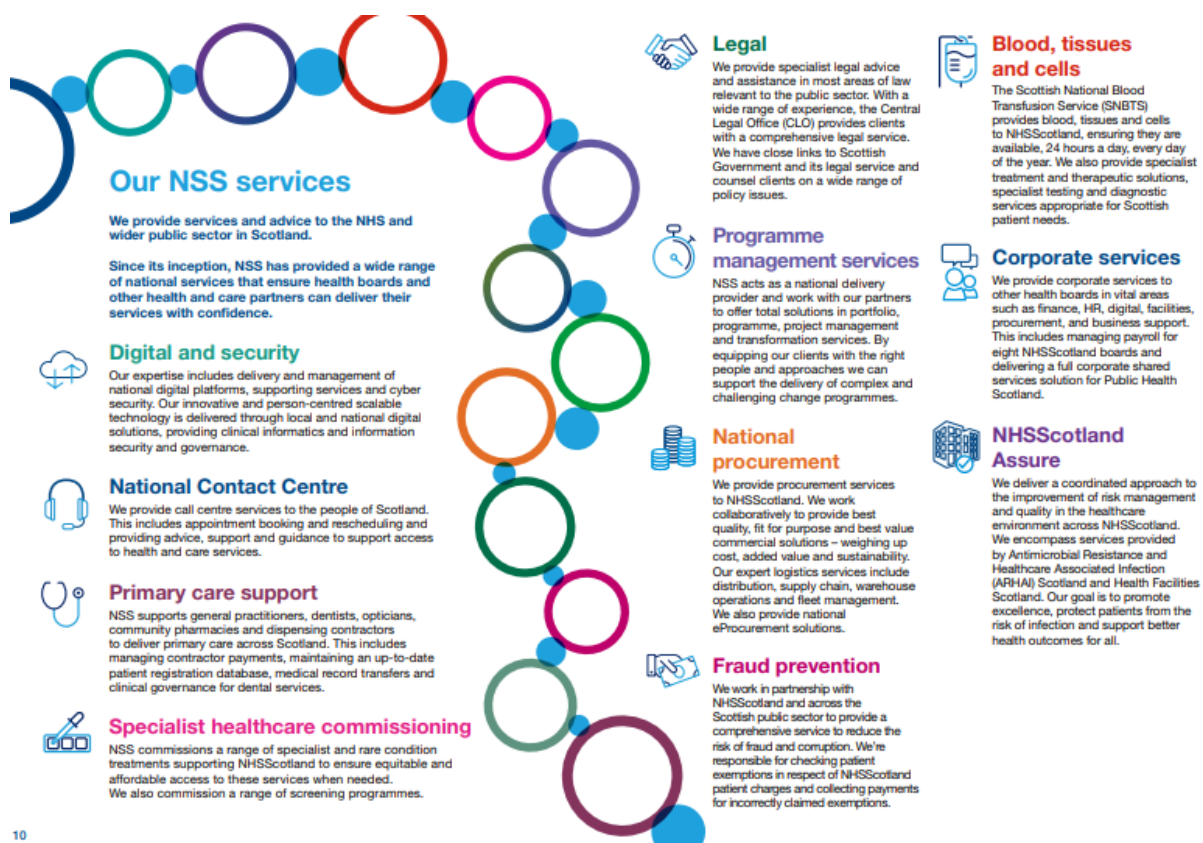 Our NSS services
We provide services and advice to the NHS and
wider public sector in Scotland.
Since its inception, NSS has provided a wide range
of national services that ensure health boards and
other health and care partners can deliver their
services with confidence.
Digital and security
Our expertise includes delivery and management of
national digital platforms, supporting services and cyber
security. Our innovative and person-centred scalable
technology is delivered through local and national digital
solutions, providing clinical informatics and information
security and governance.
National Contact Centre
We provide call centre services to the people of Scotland.
This includes appointment booking and rescheduling and
providing advice, support and guidance to support access
to health and care services.
Primary care support
NSS supports general practitioners, dentists, opticians,
community pharmacies and dispensing contractors
to deliver primary care across Scotland. This includes
managing contractor payments, maintaining an up-to-date
patient registration database, medical record transfers and
clinical governance for dental services.
Specialist healthcare commissioning
NSS commissions a range of specialist and rare condition
treatments supporting NHSScotland to ensure equitable and
affordable access to these services when needed.
We also commission a range of screening programmes.
10
Legal
We provide specialist legal advice
and assistance in most areas of law
relevant to the public sector. With a
wide range of experience, the Central
Legal Office (CLO) provides clients
with a comprehensive legal service.
We have close links to Scottish
Government and its legal service and
counsel clients on a wide range of
policy issues.
Programme
management services
NSS acts as a national delivery
provider and work with our partners
to offer total solutions in portfolio,
programme, project management
and transformation services. By
equipping our clients with the right
people and approaches we can
support the delivery of complex and
challenging change programmes.
National
procurement
We provide procurement services
to NHSScotland. We work
collaboratively to provide best
quality, fit for purpose and best value
commercial solutions – weighing up
cost, added value and sustainability.
Our expert logistics services include
distribution, supply chain, warehouse
operations and fleet management.
We also provide national
eProcurement solutions.
Fraud prevention
We work in partnership with
NHSScotland and across the
Scottish public sector to provide a
comprehensive service to reduce the
risk of fraud and corruption. We're
responsible for checking patient
exemptions in respect of NHSScotland
patient charges and collecting payments
for incorrectly claimed exemptions.
Blood, tissues
and cells
The Scottish National Blood
Transfusion Service (SNBTS)
provides blood, tissues and cells
to NHSScotland, ensuring they are
available, 24 hours a day, every day
of the year. We also provide specialist
treatment and therapeutic solutions,
specialist testing and diagnostic
services appropriate for Scottish
patient needs.
Corporate services
We provide corporate services to
other health boards in vital areas
such as finance, HR, digital, facilities,
procurement, and business support.
This includes managing payroll for
eight NHSScotland boards and
delivering a full corporate shared
services solution for Public Health
Scotland.
NHSScotland
Assure
We deliver a coordinated approach to
the improvement of risk management
and quality in the healthcare
environment across NHSScotland.
We encompass services provided
by Antimicrobial Resistance and
Healthcare Associated Infection
(ARHAI) Scotland and Health Facilities
Scotland. Our goal is to promote
excellence, protect patients from the
risk of infection and support better
health outcomes for all.